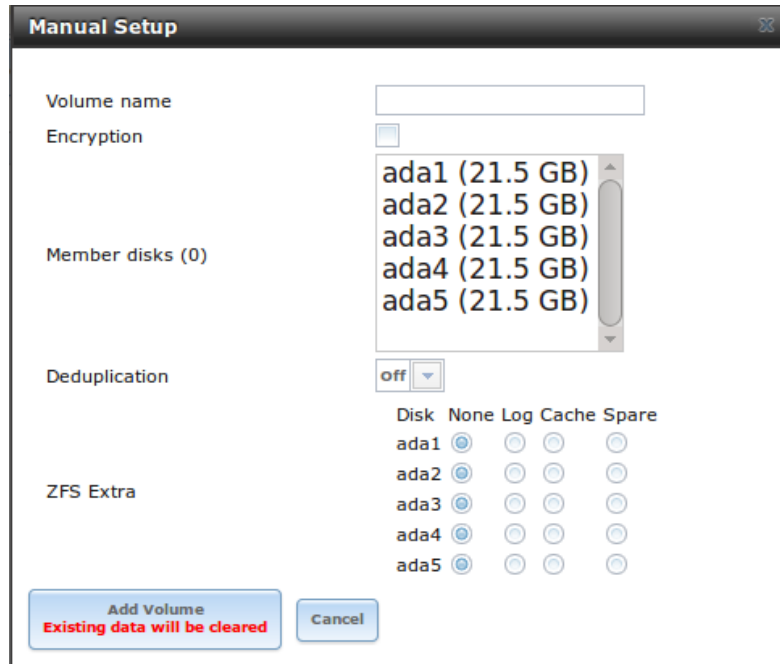 Manual Setup
Volume name
Encryption
Member disks (0)
ada1 (21.5 GB)
ada2 (21.5 GB)
ada3 (21.5 GB)
ada4 (21.5 GB)
ada5 (21.5 GB)
Deduplication
Off
ZFS Extra
Disk None Log Cache Spare
ada1
ada2
ada3
ada4
ada5
Add Volume
Existing data will be cleared
Cancel